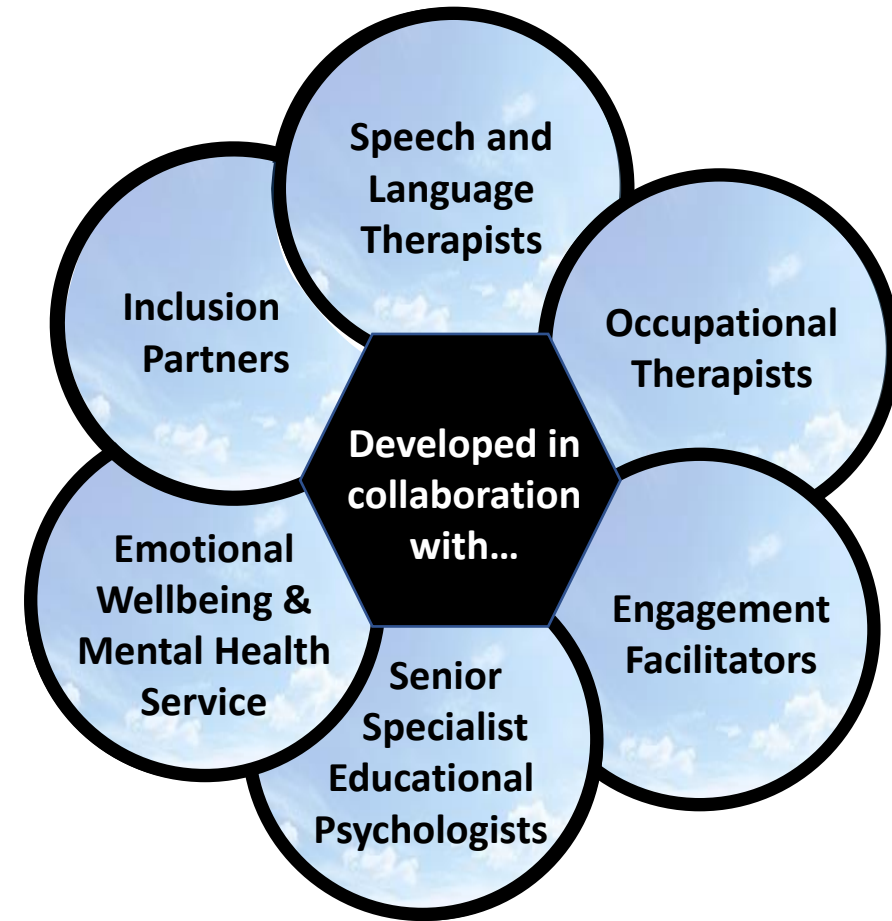 Speech and
Language
Therapists
Inclusion
Partners
Occupational
Therapists
Developed in
collaboration
with…
Emotional
Wellbeing &
Mental Health
Service
Engagement
Facilitators
Senior
Specialist
Educational
Psychologists